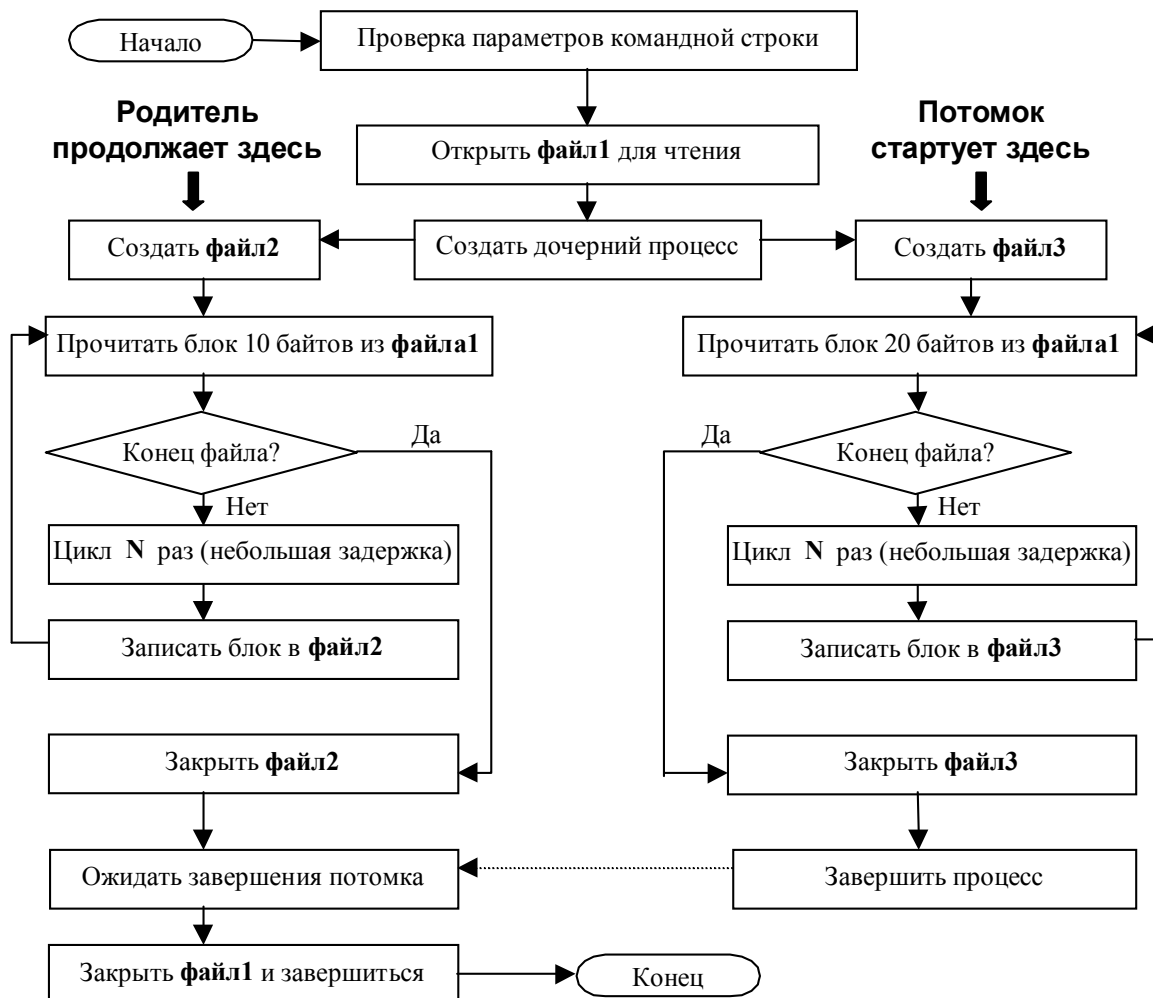 Начало
Проверка параметров командной строки
Родитель
продолжает здесь
Потомок
стартует здесь
Открыть файл1 для чтения
Создать файл2
Создать дочерний процесс
Создать файл3
Прочитать блок 10 байтов из файла1
Прочитать блок 20 байтов из файла1
Конец файла?
Да
Да
Конец файла?
Нет
Нет
Цикл N раз (небольшая задержка)
Цикл N раз (небольшая задержка)
Записать блок в файл2
Записать блок в файл3
Закрыть файл2
Закрыть файл3
Ожидать завершения потомка
Завершить процесс
Закрыть файл1 и завершиться
Конец